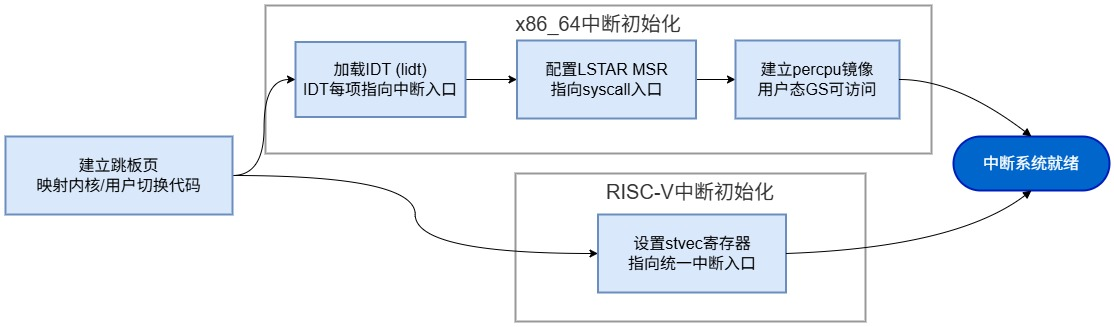 x86_64中断初始化
加载IDT (lidt)
IDT每项指向中断入口
配置LSTAR MSR
指向syscall入口
建立percpu镜像
用户态GS可访问
建立跳板页
映射内核/用户切换代码
中断系统就绪
RISC-V中断初始化
设置stvec寄存器
指向统一中断入口